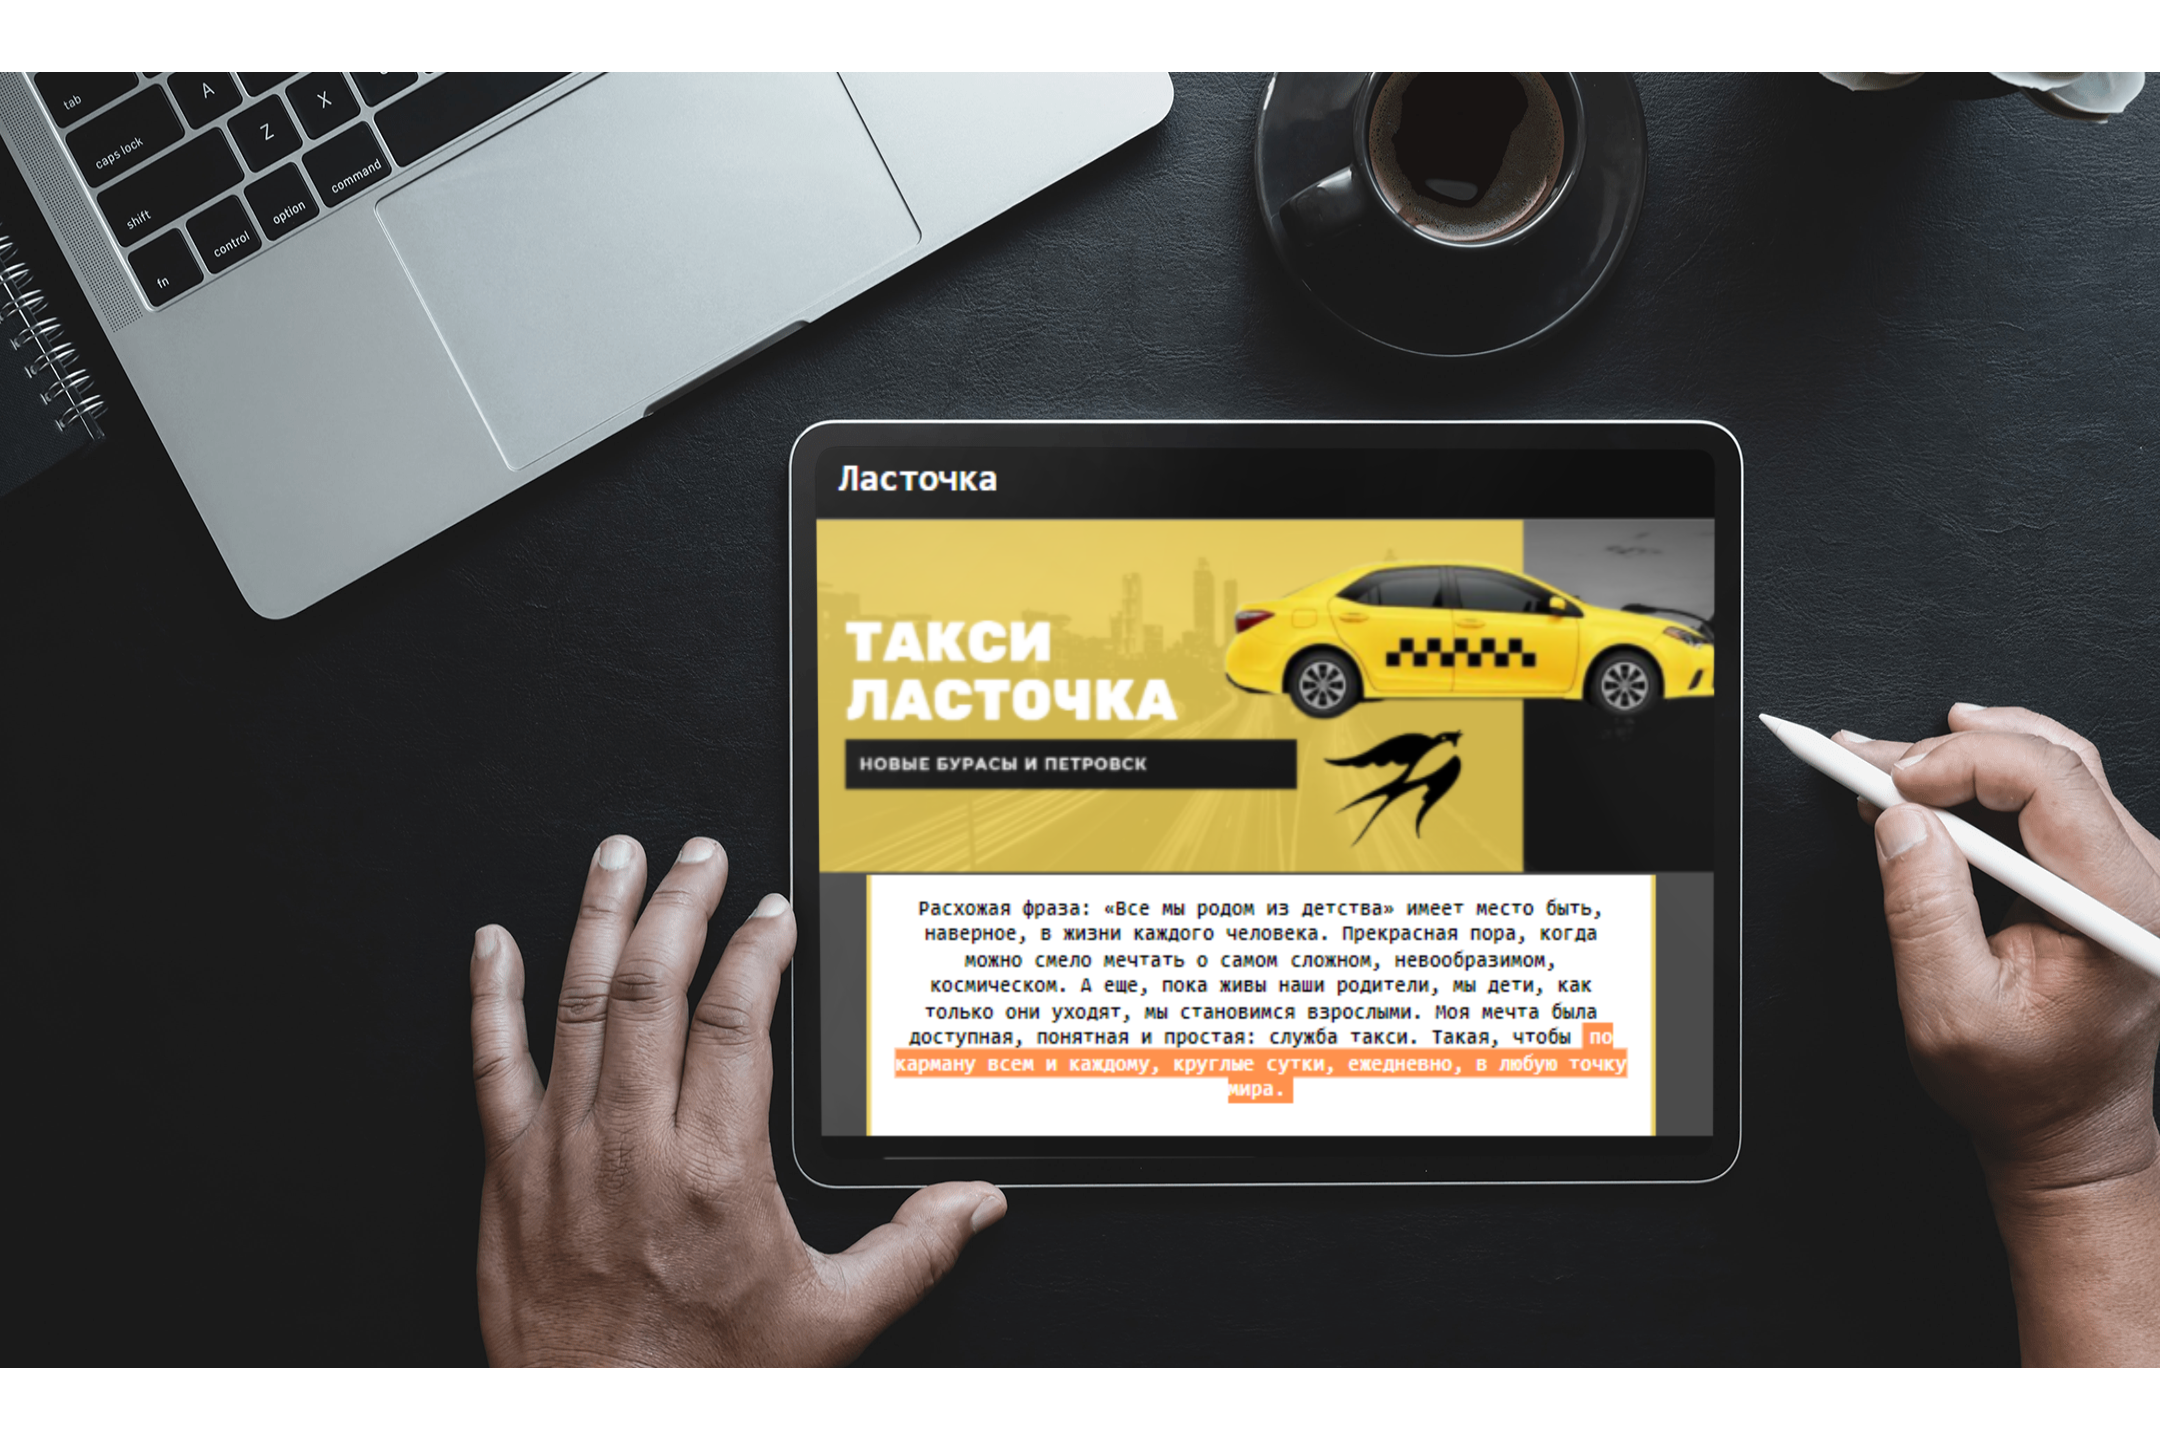 tab
A
X
caps lock
Z
command
shift
option
control
fn
Ласточка
ТАКСИ
ЛАСТОЧКА
НОВЫЕ БУРАСЫ И ПЕТРОВСК
Расхожая фраза: «Все мы родом из детства» имеет место быть,
наверное, в жизни каждого человека. Прекрасная пора, когда
можно смело мечтать о самом сложном, невообразимом,
космическом. А еще, пока живы наши родители, мы дети, как
только они уходят, мы становимся взрослыми. Моя мечта была
доступная, понятная и простая: служба такси. Такая, чтобы по
карману всем и каждому, круглые сутки, ежедневно, в любую точку
мира.